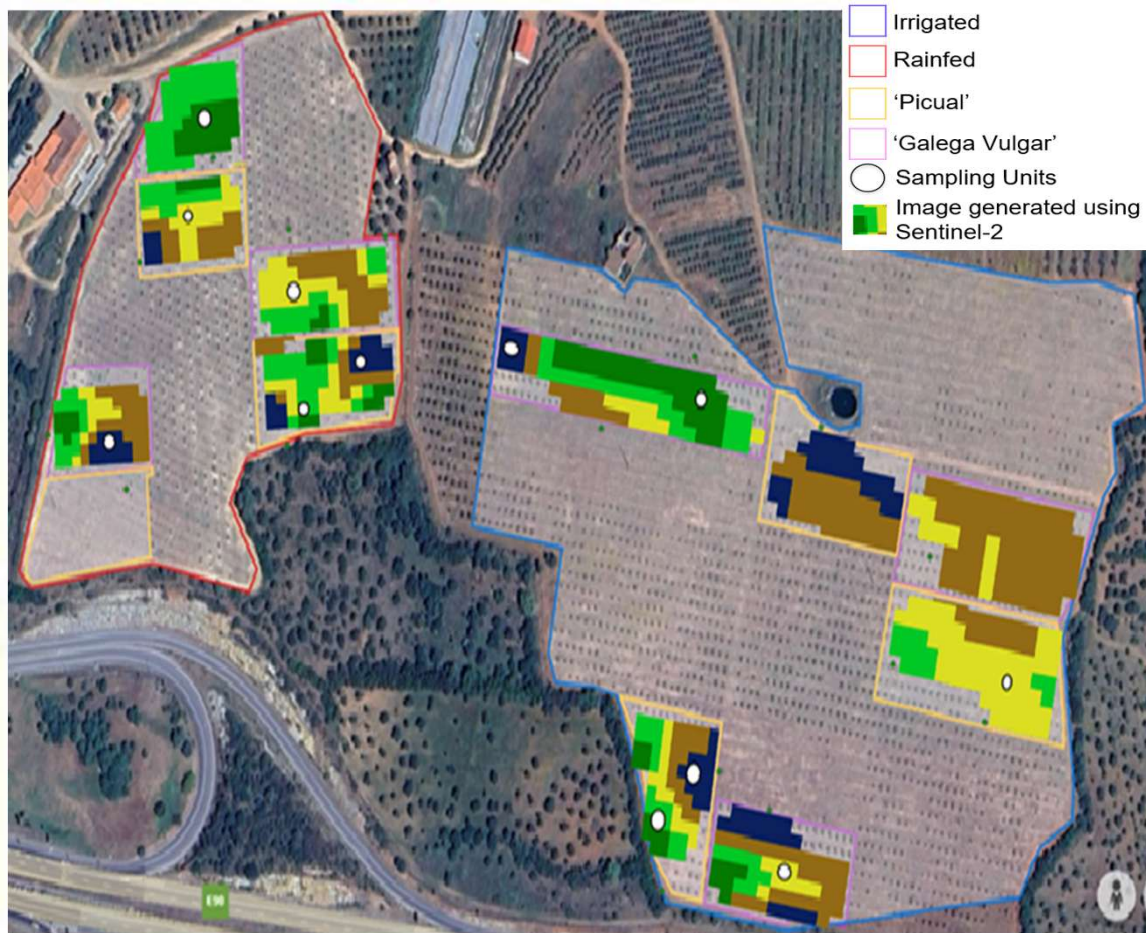 Irrigated
Rainfed
‘Picual’
‘Galega Vulgar’
Sampling Units
Image generated using
Sentinel-2
E90